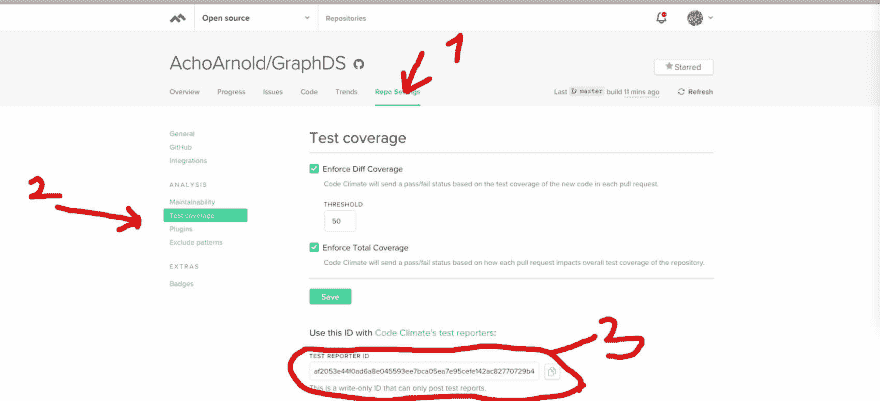 Open source
Repositories
1
AchoArnold/GraphDS
Starred
Overview Progress Issues Code Trends Repo Settings
Last master build 11 mins ago Refresh
General
GitHub
Integrations
ANALYSIS
Maintainability
Test coverage
Plugins
Exclude patterns
EXTRAS
Badges
2
Test coverage
Enforce Diff Coverage
Code Climate will send a pass/fail status based on the test coverage of the new code in each pull request.
THRESHOLD
50
Enforce Total Coverage
Code Climate will send a pass/fail status based on how each pull request impacts overall test coverage of the repository.
Save
Use this ID with Code Climate's test reporters:
3
TEST REPORTER ID
af2053e44f0ad6a8e045593ee7bca05ea7e95cefe142ac82770729b4
This is a write-only ID that can only post test reports.